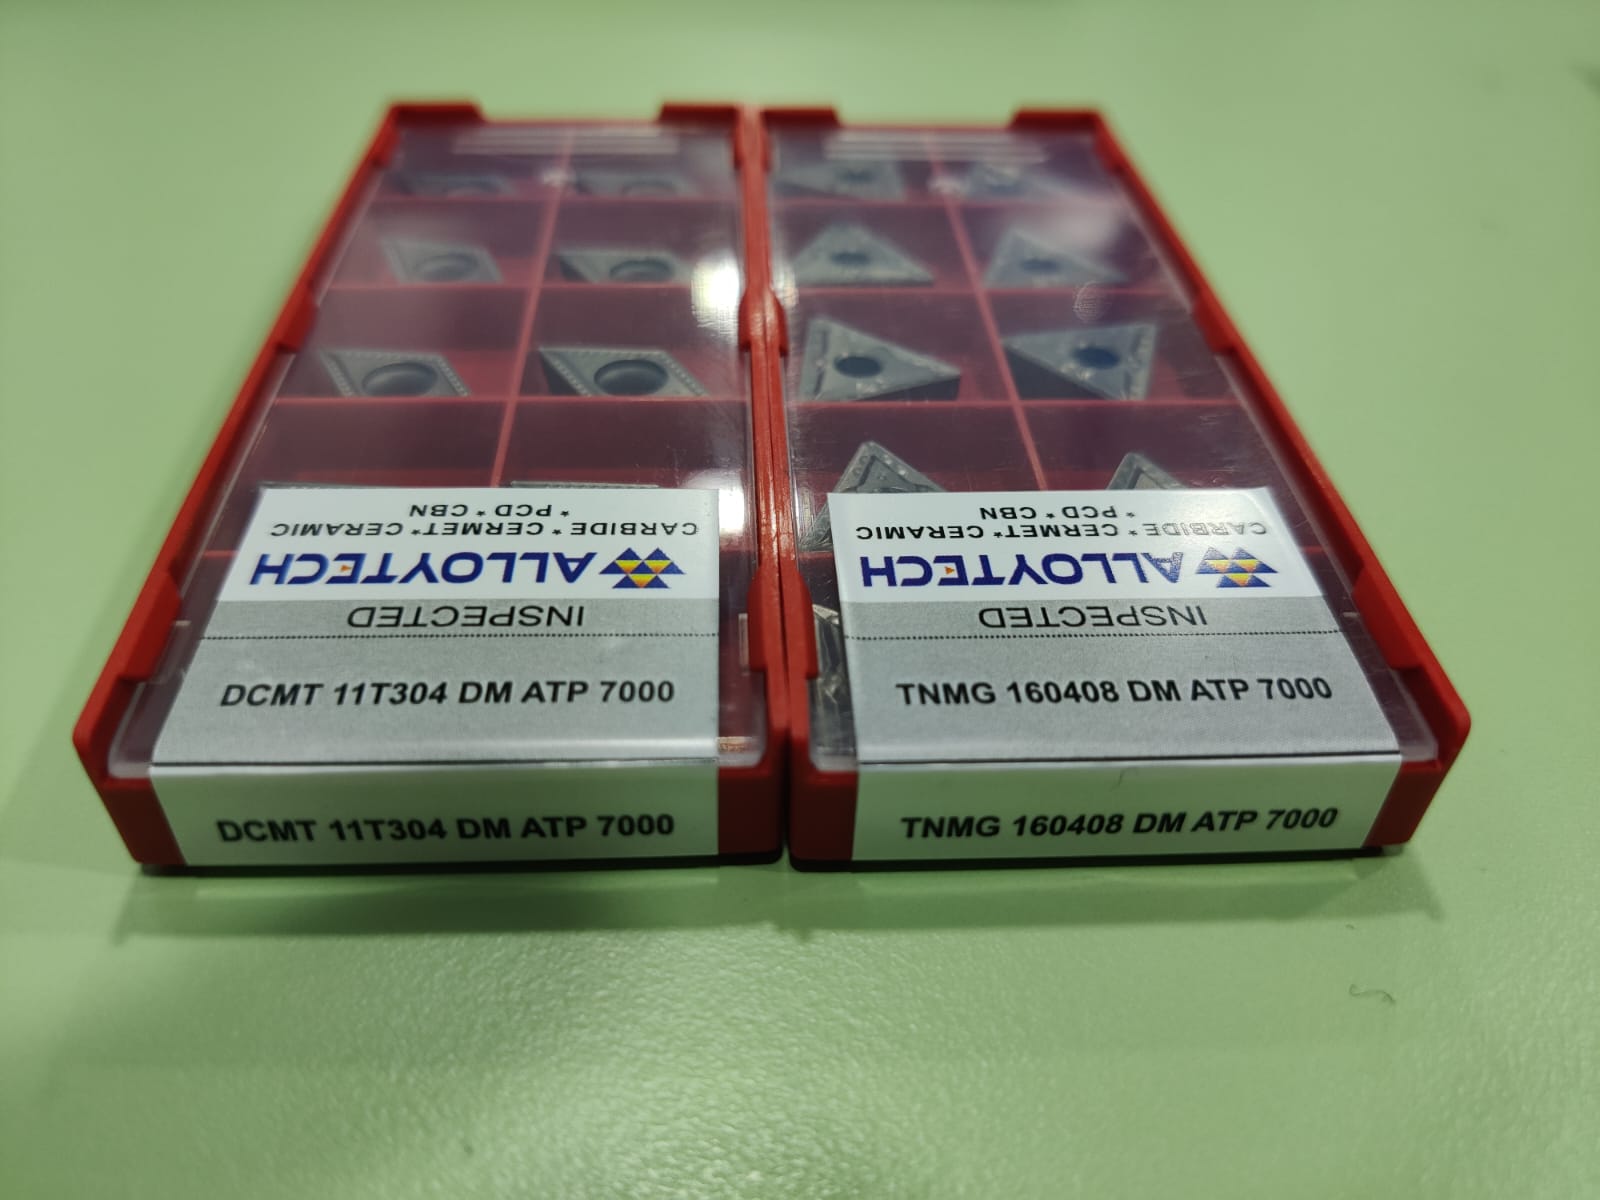 CARBIDE * CERMET* CERAMIC
* PCD * CBN
ALLOYTECH
INSPECTED
DCMT 11T304 DM ATP 7000
DCMT 11T304 DM ATP 7000
CARBIDE * CERMET* CERAMIC
* PCD * CBN
ALLOYTECH
INSPECTED
TNMG 160408 DM ATP 7000
TNMG 160408 DM ATP 7000